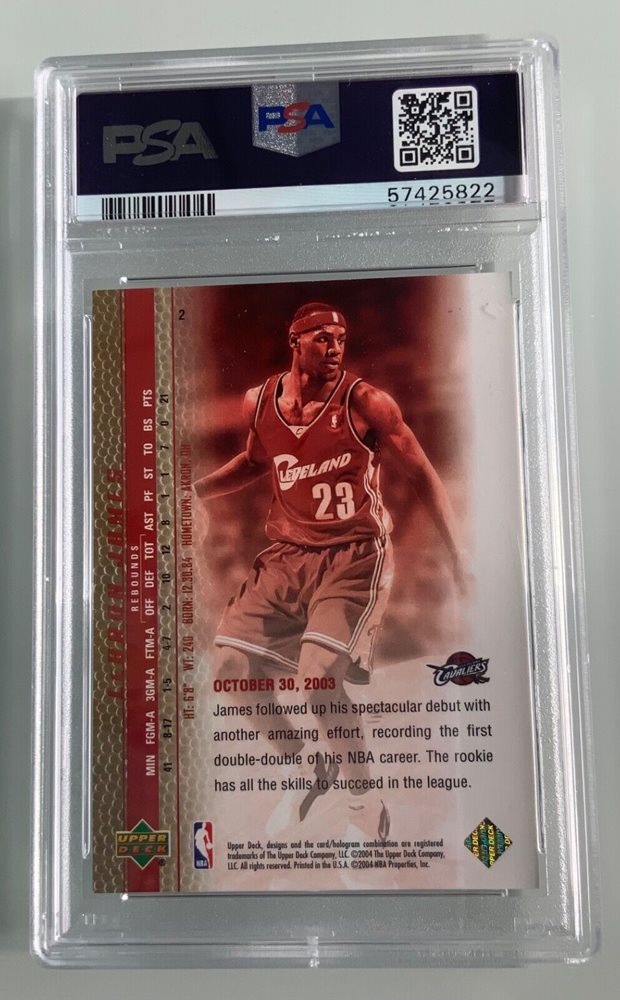 PSA
PSA
57425822
2
LEBRON JAMES
REBOUNDS
MIN FGM-A 3GM-A FTM-A OFF DEF TOT AST PF ST TO BS PTS
41 8-17 1-5 4-7 2 10 12 8 1 1 7 0 21
HT: 6'8" WT: 240 BORN: 12.30.84 HOMETOWN: AKRON, OH
CLEVELAND
23
CAVALIERS
OCTOBER 30, 2003
James followed up his spectacular debut with
another amazing effort, recording the first
double-double of his NBA career. The rookie
has all the skills to succeed in the league.
UPPER
DECK
®
NBA
Upper Deck, designs and the card/hologram combination are registered
trademarks of The Upper Deck Company, LLC. ©2004 The Upper Deck Company,
LLC. All rights reserved. Printed in the U.S.A. ©2004 NBA Properties, Inc.